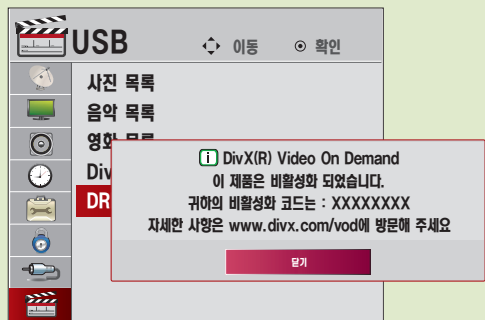 USB
이동
확인
사진 목록
음악 목록
영화 목록
Div
DR
i DivX(R) Video On Demand
이 제품은 비활성화 되었습니다.
귀하의 비활성화 코드는 : XXXXXXXX
자세한 사항은 www.divx.com/vod에 방문해 주세요
닫기